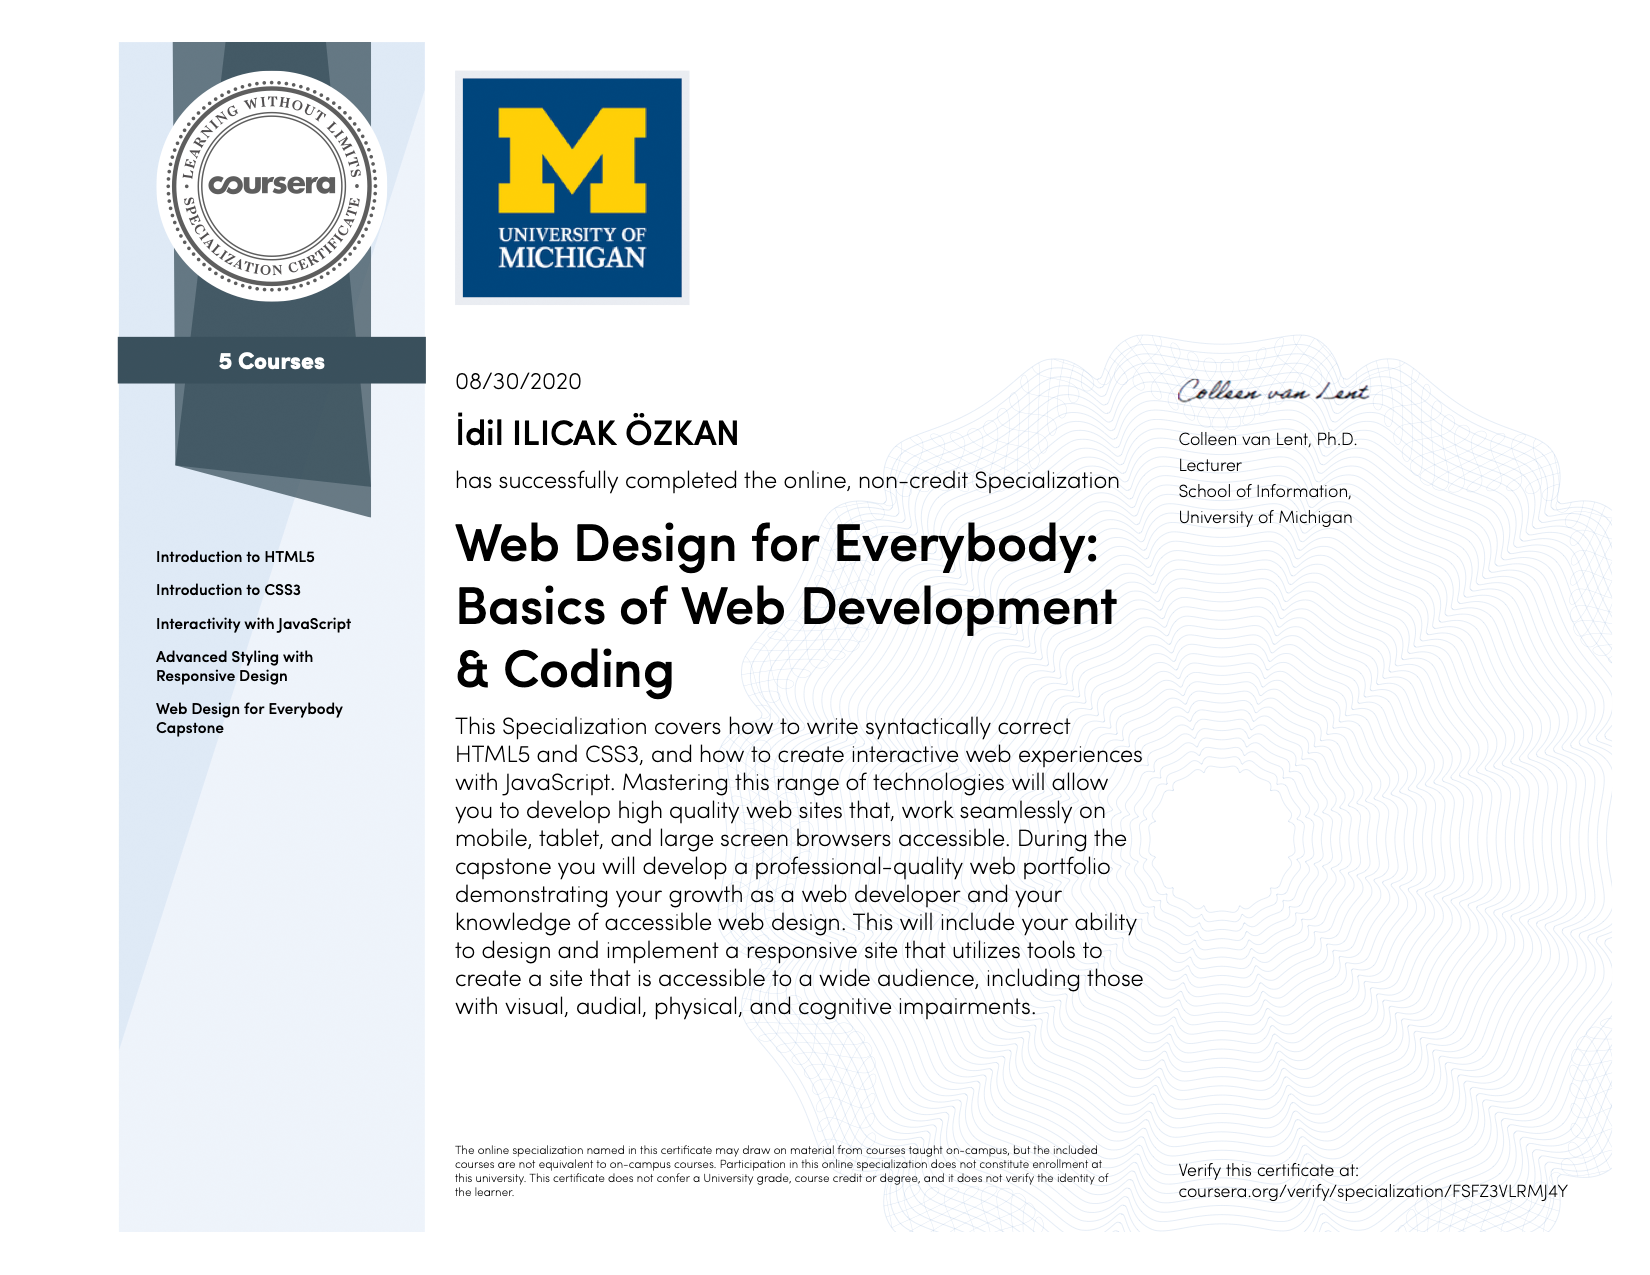 LEARNING WITHOUT LIMITS
coursera
SPECIALIZATION CERTIFICATE
5 Courses
Introduction to HTML5
Introduction to CSS3
Interactivity with JavaScript
Advanced Styling with
Responsive Design
Web Design for Everybody
Capstone
M
UNIVERSITY OF
MICHIGAN
08/30/2020
İdil ILICAK ÖZKAN
has successfully completed the online, non-credit Specialization
Web Design for Everybody:
Basics of Web Development
& Coding
This Specialization covers how to write syntactically correct
HTML5 and CSS3, and how to create interactive web experiences
with JavaScript. Mastering this range of technologies will allow
you to develop high quality web sites that, work seamlessly on
mobile, tablet, and large screen browsers accessible. During the
capstone you will develop a professional-quality web portfolio
demonstrating your growth as a web developer and your
knowledge of accessible web design. This will include your ability
to design and implement a responsive site that utilizes tools to
create a site that is accessible to a wide audience, including those
with visual, audial, physical, and cognitive impairments.
The online specialization named in this certificate may draw on material from courses taught on-campus, but the included
courses are not equivalent to on-campus courses. Participation in this online specialization does not constitute enrollment at
this university. This certificate does not confer a University grade, course credit or degree, and it does not verify the identity of
the learner.
Colleen van Lent
Colleen van Lent, Ph.D.
Lecturer
School of Information,
University of Michigan
Verify this certificate at:
coursera.org/verify/specialization/FSFZ3VLRMJ4Y